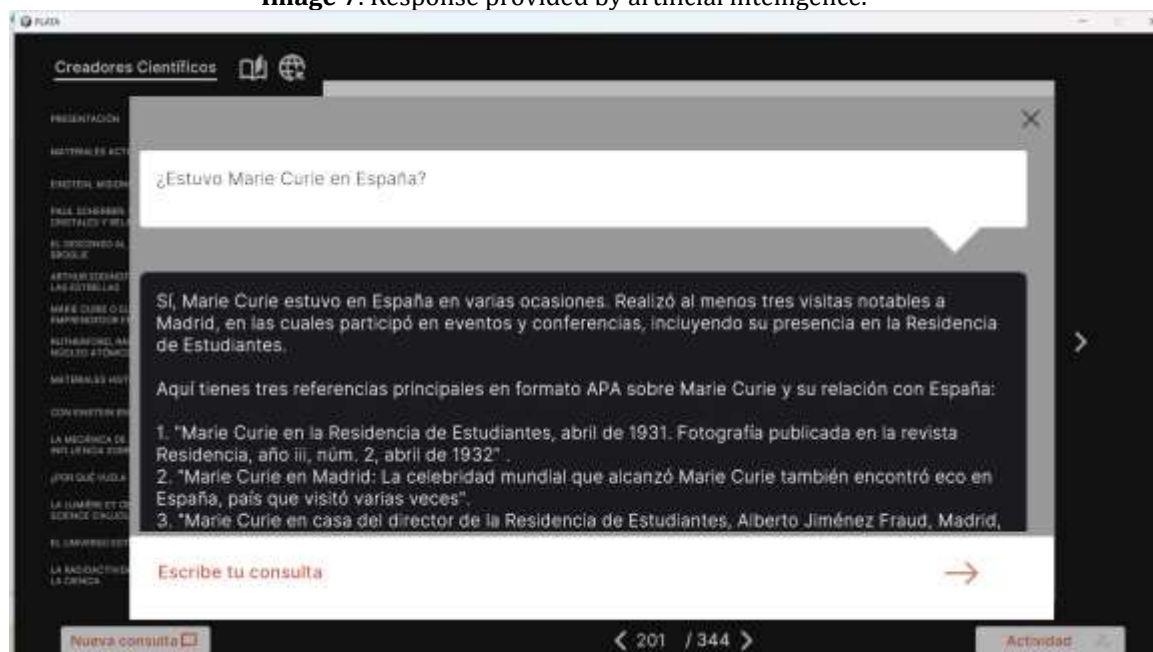 Image 7. Response provided by artificial intelligence.
PLATA
Creadores Científicos
PRESENTACIÓN
MATERIALES
¿Estuvo Marie Curie en España?
Sí, Marie Curie estuvo en España en varias ocasiones. Realizó al menos tres visitas notables a
Madrid, en las cuales participó en eventos y conferencias, incluyendo su presencia en la Residencia
de Estudiantes.
Aquí tienes tres referencias principales en formato APA sobre Marie Curie y su relación con España:
1. "Marie Curie en la Residencia de Estudiantes, abril de 1931. Fotografía publicada en la revista
Residencia, año iii, núm. 2, abril de 1932" .
2. "Marie Curie en Madrid: La celebridad mundial que alcanzó Marie Curie también encontró eco en
España, país que visitó varias veces".
3. "Marie Curie en casa del director de la Residencia de Estudiantes, Alberto Jiménez Fraud, Madrid,
Escribe tu consulta
Nueva consulta
201 / 344
Actividad